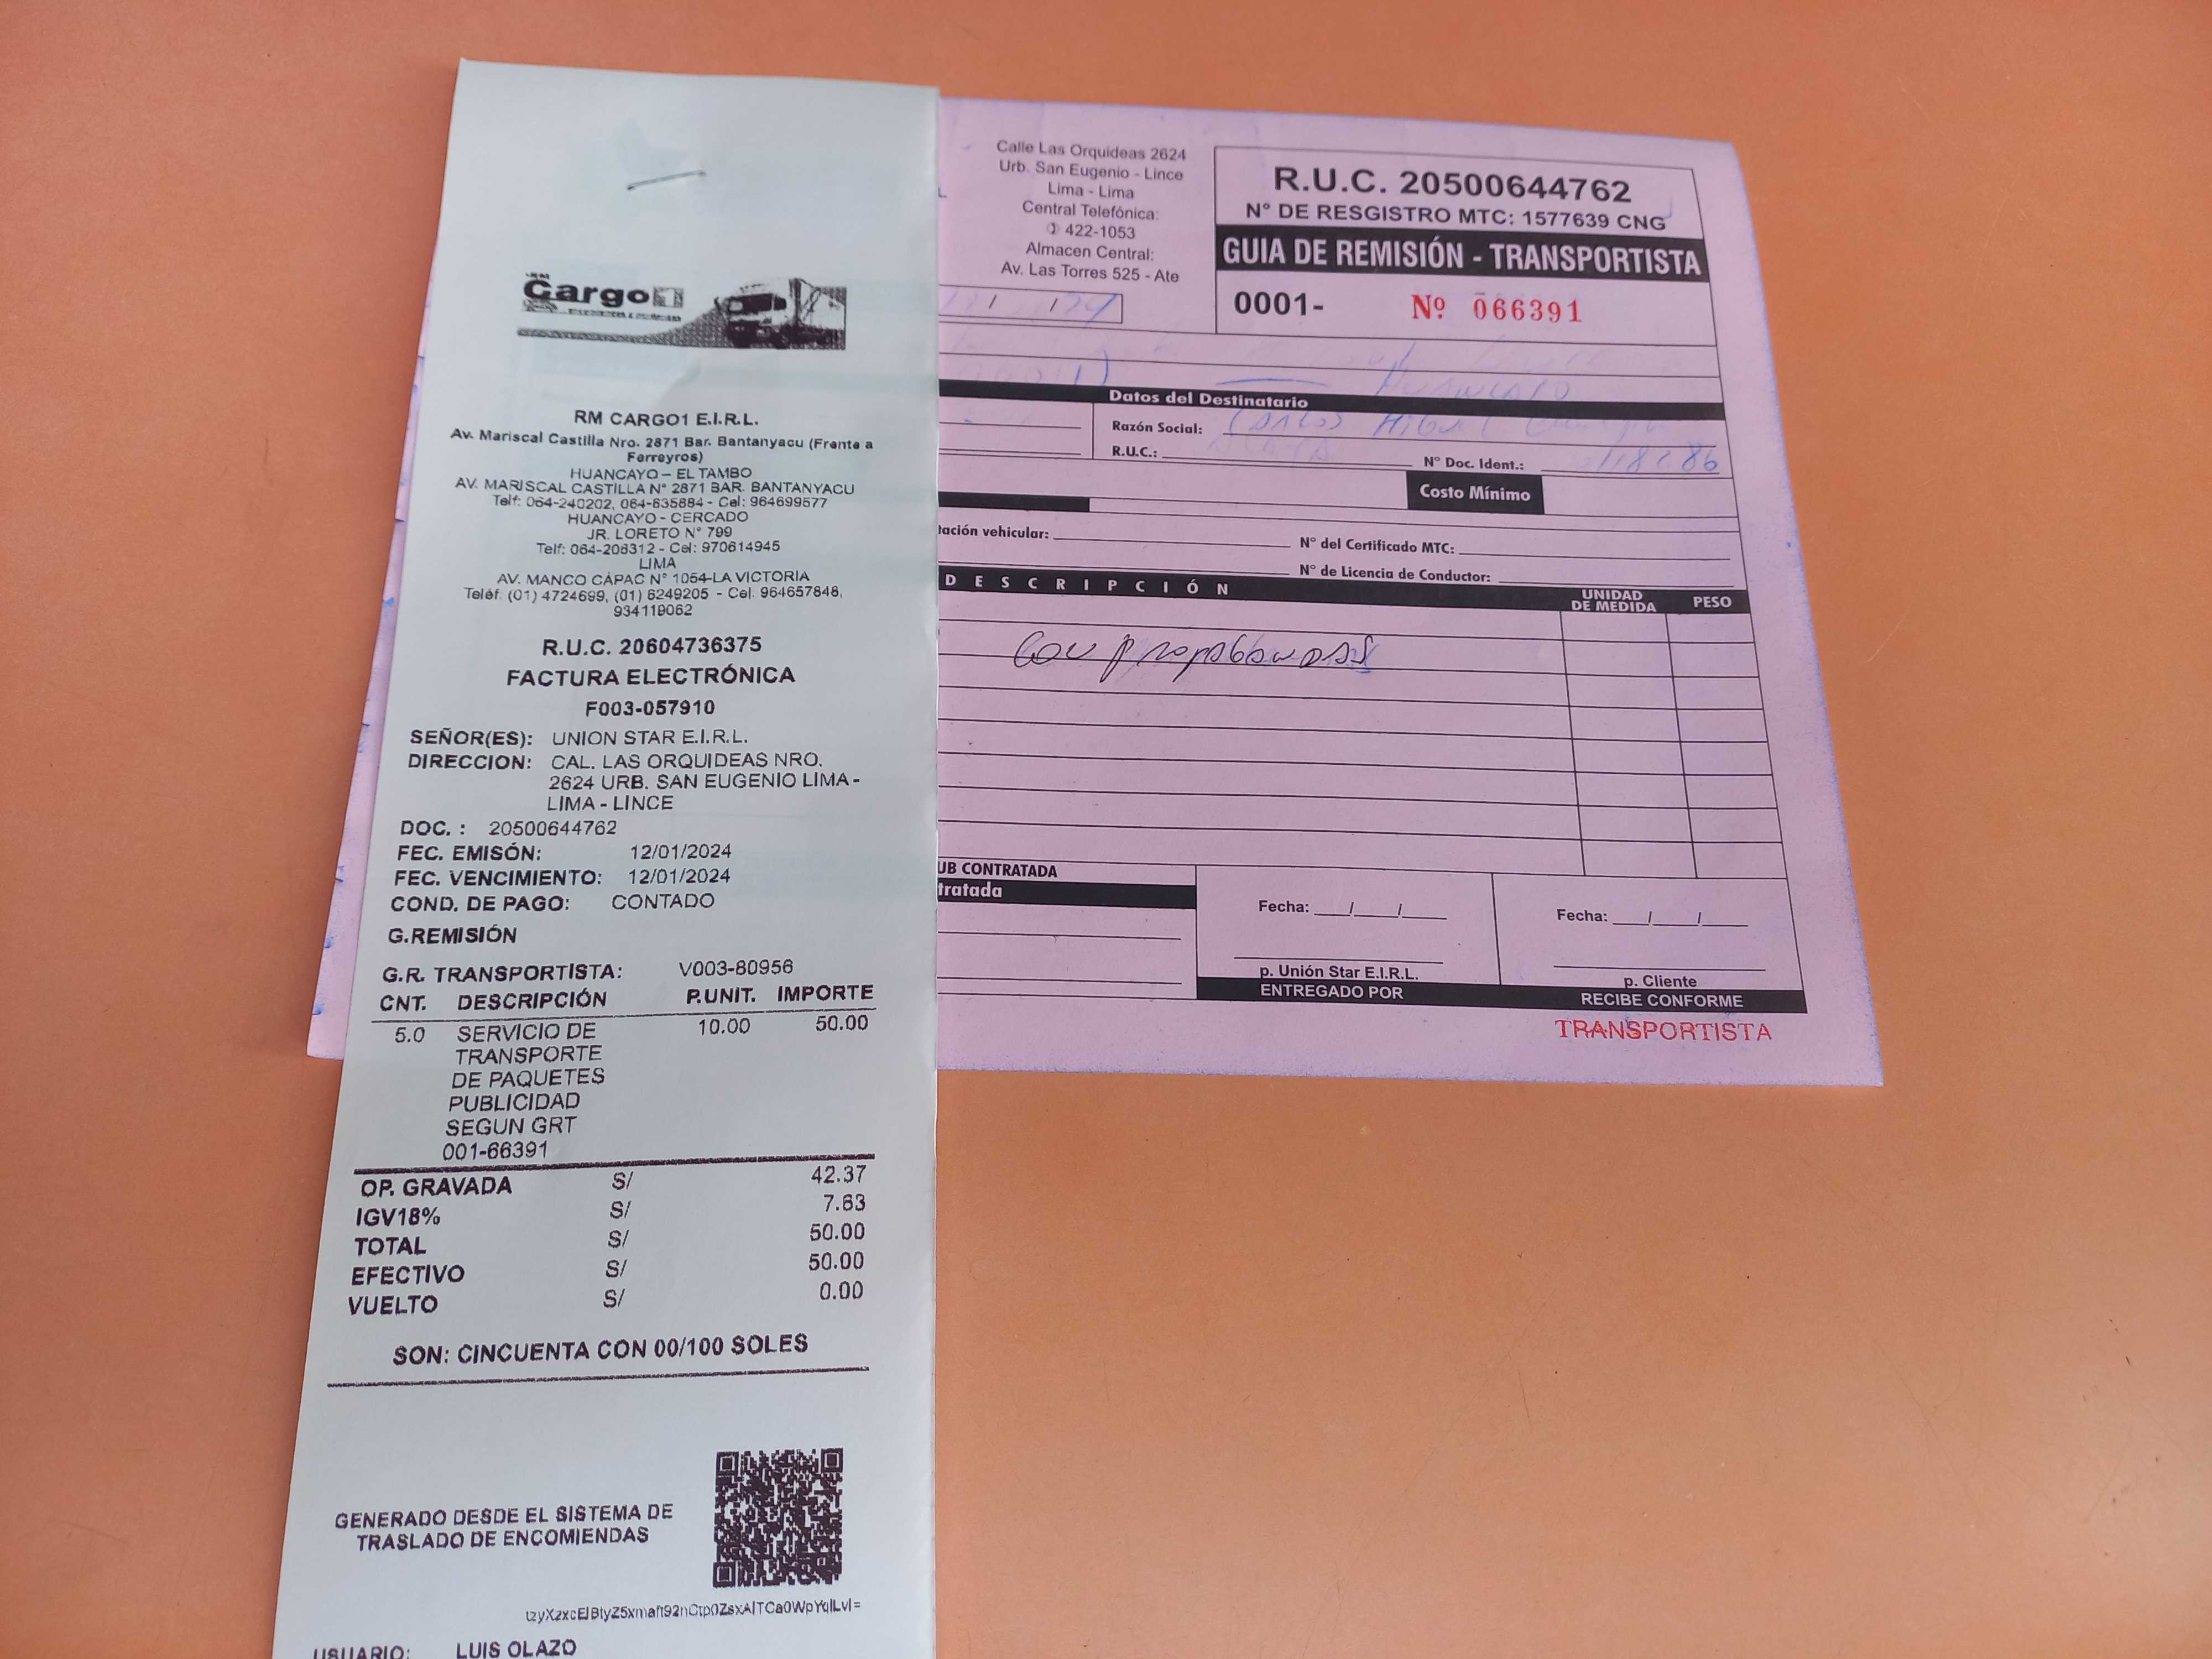 RM
Cargo1
RM CARGO1 E.I.R.L.
Av. Mariscal Castilla Nro. 2871 Bar. Bantanyacu (Frente a
Ferreyros)
HUANCAYO - EL TAMBO
AV. MARISCAL CASTILLA N° 2871 BAR. BANTANYACU
Telf: 064-240202, 064-635884 - Cel: 964699577
HUANCAYO - CERCADO
JR. LORETO N° 799
Telf: 064-206312 - Cel: 970614945
LIMA
AV. MANCO CÁPAC N° 1054-LA VICTORIA
Teléf. (01) 4724699, (01) 6249205 - Cel. 964657848,
934119062
R.U.C. 20604736375
FACTURA ELECTRÓNICA
F003-057910
SEÑOR(ES): UNION STAR E.I.R.L.
DIRECCION: CAL. LAS ORQUIDEAS NRO.
2624 URB. SAN EUGENIO LIMA -
LIMA - LINCE
DOC. : 20500644762
FEC. EMISÓN: 12/01/2024
FEC. VENCIMIENTO: 12/01/2024
COND. DE PAGO: CONTADO
G.REMISIÓN
G.R. TRANSPORTISTA: V003-80956
CNT. DESCRIPCIÓN P.UNIT. IMPORTE
5.0 SERVICIO DE 10.00 50.00
TRANSPORTE
DE PAQUETES
PUBLICIDAD
SEGUN GRT
001-66391
OP. GRAVADA S/ 42.37
IGV18% S/ 7.63
TOTAL S/ 50.00
EFECTIVO S/ 50.00
VUELTO S/ 0.00
SON: CINCUENTA CON 00/100 SOLES
GENERADO DESDE EL SISTEMA DE
TRASLADO DE ENCOMIENDAS
USUARIO: LUIS OLAZO
Calle Las Orquideas 2624
Urb. San Eugenio - Lince
Lima - Lima
Central Telefónica:
422-1053
Almacen Central:
Av. Las Torres 525 - Ate
R.U.C. 20500644762
N° DE RESGISTRO MTC: 1577639 CNG
GUIA DE REMISIÓN - TRANSPORTISTA
0001- Nº 066391
Datos del Destinatario
Razón Social: Carlos Miguel
R.U.C.: N° Doc. Ident.:
Costo Mínimo
tación vehicular: N° del Certificado MTC:
N° de Licencia de Conductor:
DESCRIPCIÓN UNIDAD DE MEDIDA PESO
UB CONTRATADA
tratada
Fecha: / / Fecha: / /
p. Unión Star E.I.R.L. p. Cliente
ENTREGADO POR RECIBE CONFORME
TRANSPORTISTA